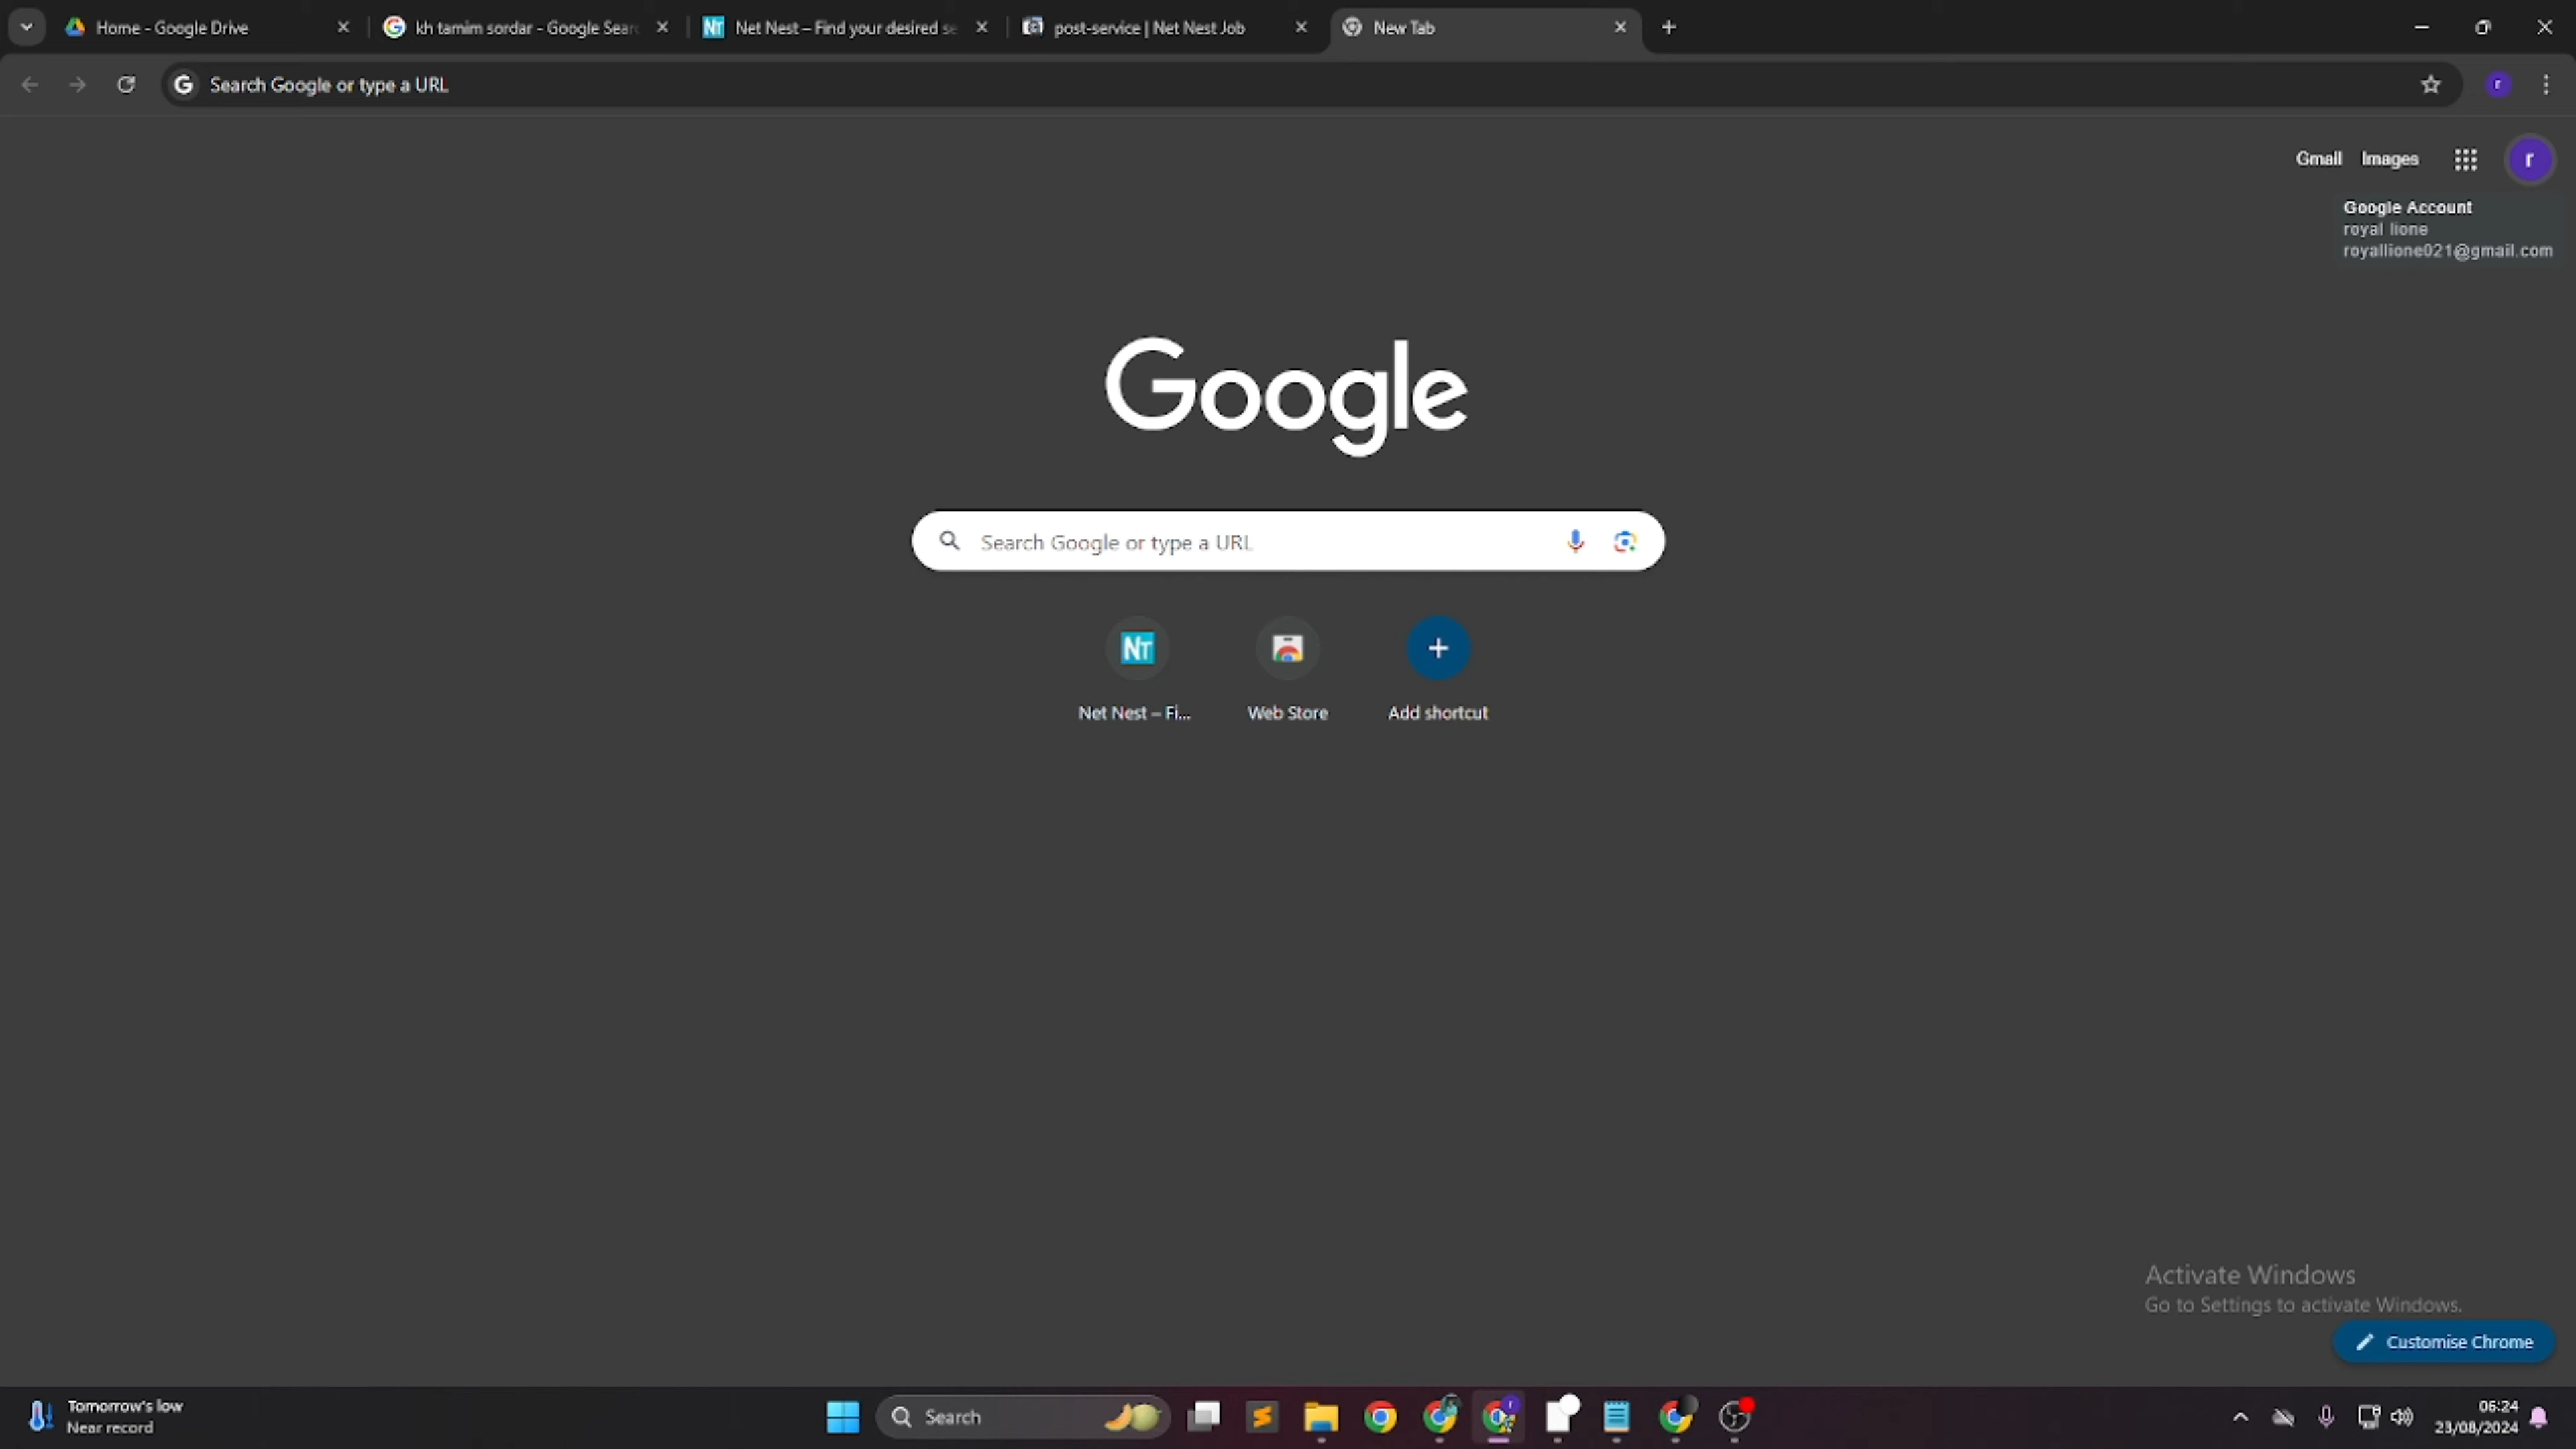 Home - Google Drive
kh tamim sordar - Google Sear
Net Nest – Find your desired se
post-service | Net Nest Job
New Tab
Search Google or type a URL
Gmail Images
r
Google Account
royal lione
royallione021@gmail.com
Google
Search Google or type a URL
NT
Net Nest – Fi...
Web Store
Add shortcut
Activate Windows
Go to Settings to activate Windows.
Customise Chrome
Tomorrow's low
Near record
Search
06:24
23/08/2024